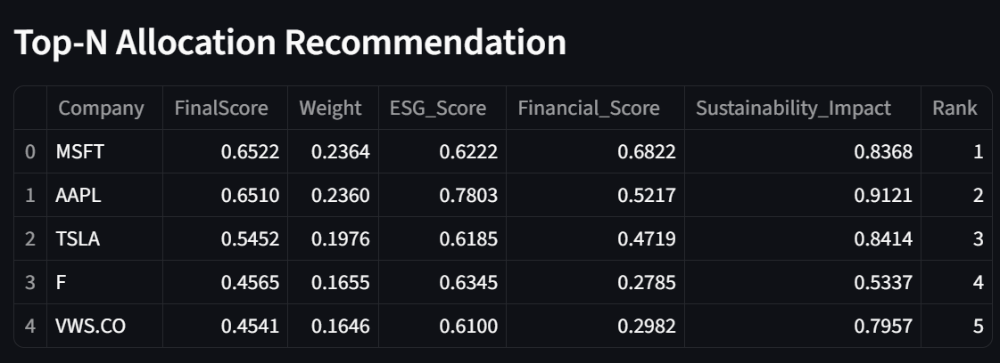 Top-N Allocation Recommendation
Company FinalScore Weight ESG_Score Financial_Score Sustainability_Impact Rank
0 MSFT 0.6522 0.2364 0.6222 0.6822 0.8368 1
1 AAPL 0.6510 0.2360 0.7803 0.5217 0.9121 2
2 TSLA 0.5452 0.1976 0.6185 0.4719 0.8414 3
3 F 0.4565 0.1655 0.6345 0.2785 0.5337 4
4 VWS.CO 0.4541 0.1646 0.6100 0.2982 0.7957 5